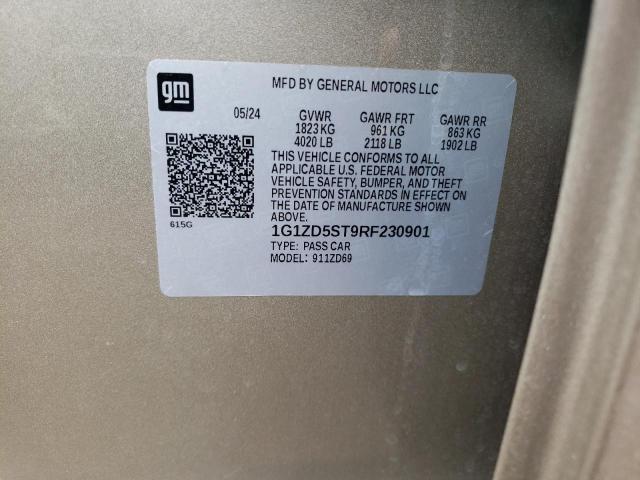 gm
MFD BY GENERAL MOTORS LLC
05/24 GVWR GAWR FRT GAWR RR
1823 KG 961 KG 863 KG
4020 LB 2118 LB 1902 LB
THIS VEHICLE CONFORMS TO ALL
APPLICABLE U.S. FEDERAL MOTOR
VEHICLE SAFETY, BUMPER, AND THEFT
PREVENTION STANDARDS IN EFFECT ON
THE DATE OF MANUFACTURE SHOWN
ABOVE.
615G
1G1ZD5ST9RF230901
TYPE: PASS CAR
MODEL: 911ZD69